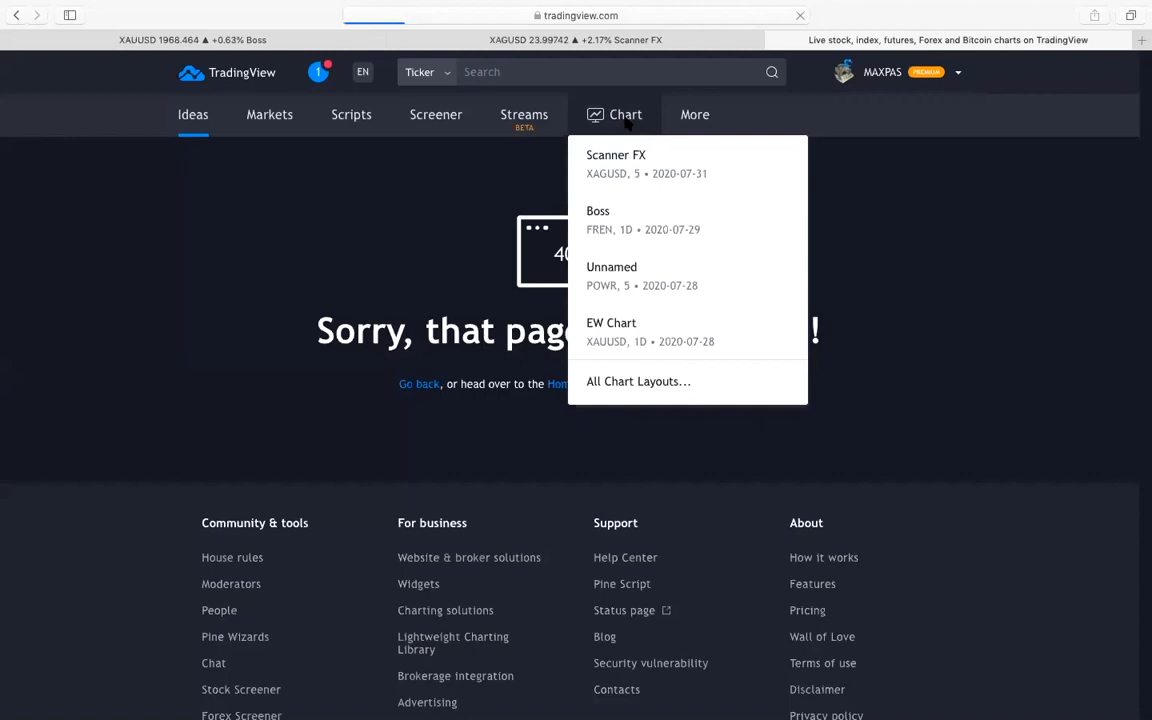 tradingview.com
XAUUSD 1968.464 ▲ +0.63% Boss
XAGUSD 23.99742 ▲ +2.17% Scanner FX
Live stock, index, futures, Forex and Bitcoin charts on TradingView
TradingView
1
EN
Ticker
Search
MAXPAS
PREMIUM
Ideas
Markets
Scripts
Screener
Streams
BETA
Chart
More
Scanner FX
XAGUSD, 5 • 2020-07-31
Boss
FREN, 1D • 2020-07-29
Unnamed
POWR, 5 • 2020-07-28
EW Chart
XAUUSD, 1D • 2020-07-28
All Chart Layouts...
40
Sorry, that pag !
Go back, or head over to the Hom
Community & tools
House rules
Moderators
People
Pine Wizards
Chat
Stock Screener
Forex Screener
For business
Website & broker solutions
Widgets
Charting solutions
Lightweight Charting
Library
Brokerage integration
Advertising
Support
Help Center
Pine Script
Status page
Blog
Security vulnerability
Contacts
About
How it works
Features
Pricing
Wall of Love
Terms of use
Disclaimer
Privacy policy